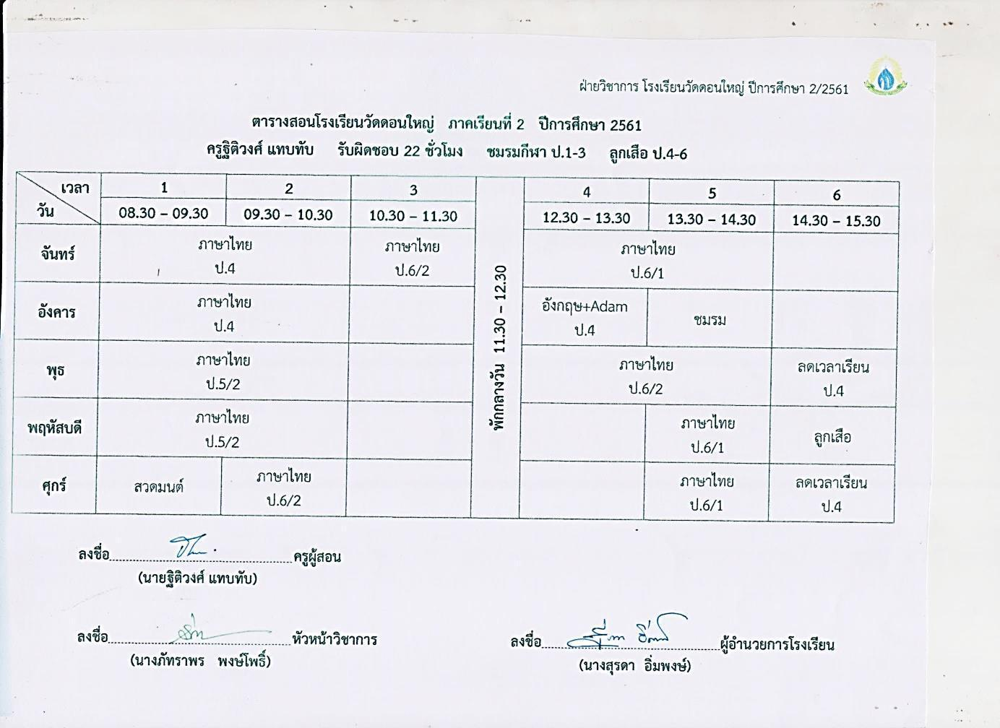 ฝ่ายวิชาการ โรงเรียนวัดดอนใหญ่ ปีการศึกษา 2/2561
ตารางสอนโรงเรียนวัดดอนใหญ่ ภาคเรียนที่ 2 ปีการศึกษา 2561
ครูฐิติวงศ์ แทบทับ รับผิดชอบ 22 ชั่วโมง ชมรมกีฬา ป.1-3 ลูกเสือ ป.4-6
เวลา 1 2 3 4 5 6
วัน 08.30 – 09.30 09.30 – 10.30 10.30 – 11.30 12.30 – 13.30 13.30 – 14.30 14.30 – 15.30
พักกลางวัน 11.30 – 12.30
จันทร์ ภาษาไทย ภาษาไทย ภาษาไทย
ป.4 ป.6/2 ป.6/1
อังคาร ภาษาไทย อังกฤษ+Adam ชมรม
ป.4 ป.4
พุธ ภาษาไทย ภาษาไทย ลดเวลาเรียน
ป.5/2 ป.6/2 ป.4
พฤหัสบดี ภาษาไทย ภาษาไทย ลูกเสือ
ป.5/2 ป.6/1
ศุกร์ สวดมนต์ ภาษาไทย ภาษาไทย ลดเวลาเรียน
ป.6/2 ป.6/1 ป.4
ลงชื่อ ครูผู้สอน
(นายฐิติวงศ์ แทบทับ)
ลงชื่อ หัวหน้าวิชาการ
(นางภัทราพร พงษ์โพธิ์)
ลงชื่อ ผู้อำนวยการโรงเรียน
(นางสุรดา อิ่มพงษ์)